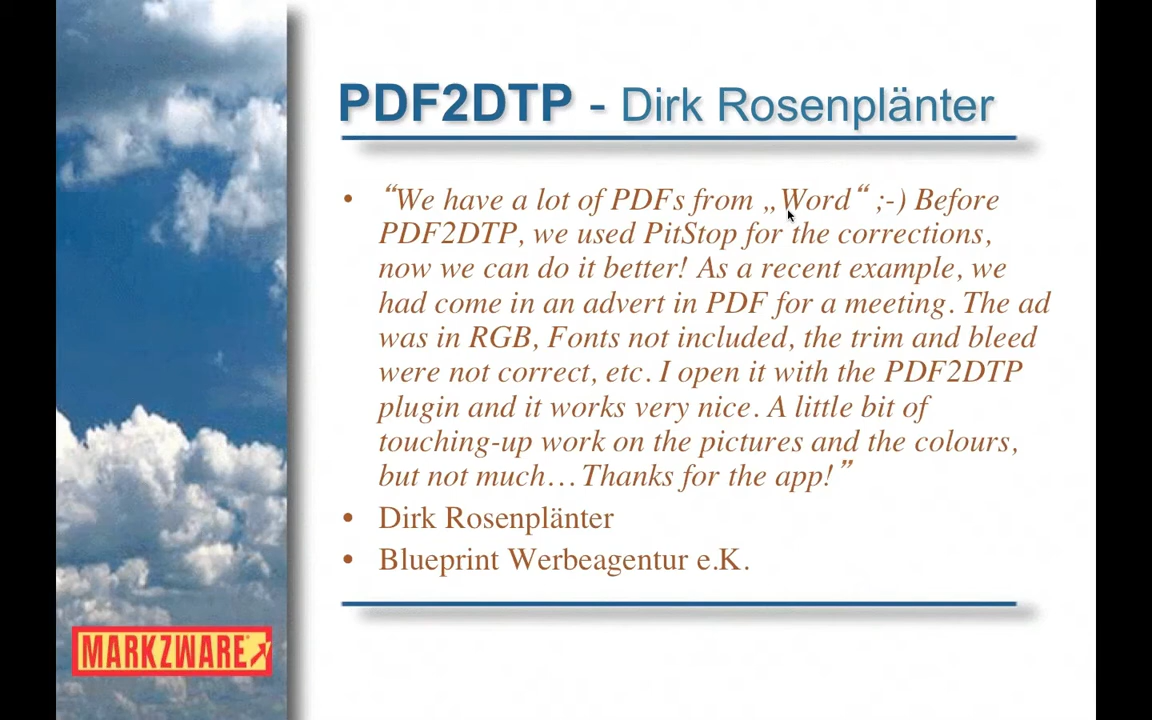 PDF2DTP - Dirk Rosenplänter
• “We have a lot of PDFs from „Word“ ;-) Before
PDF2DTP, we used PitStop for the corrections,
now we can do it better! As a recent example, we
had come in an advert in PDF for a meeting. The ad
was in RGB, Fonts not included, the trim and bleed
were not correct, etc. I open it with the PDF2DTP
plugin and it works very nice. A little bit of
touching-up work on the pictures and the colours,
but not much… Thanks for the app!”
• Dirk Rosenplänter
• Blueprint Werbeagentur e.K.
MARKZWARE